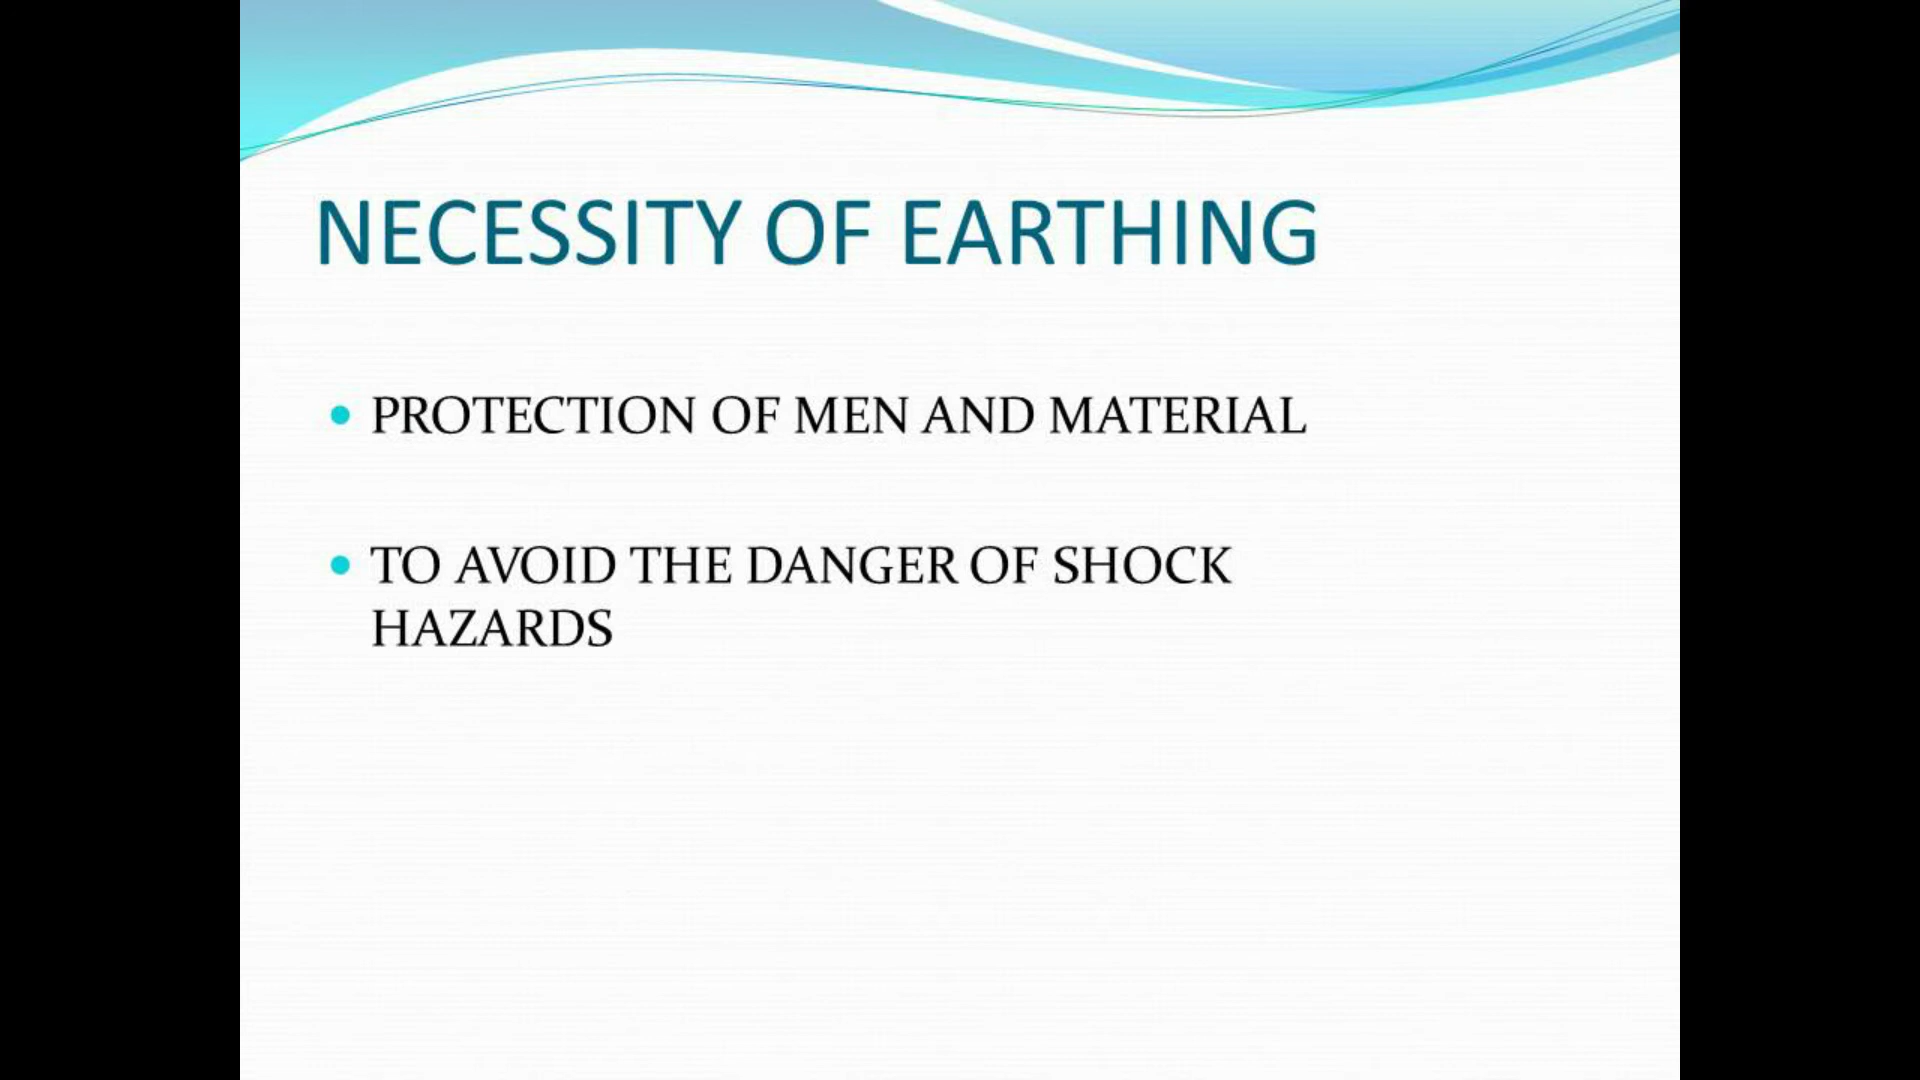 NECESSITY OF EARTHING
• PROTECTION OF MEN AND MATERIAL
• TO AVOID THE DANGER OF SHOCK
HAZARDS